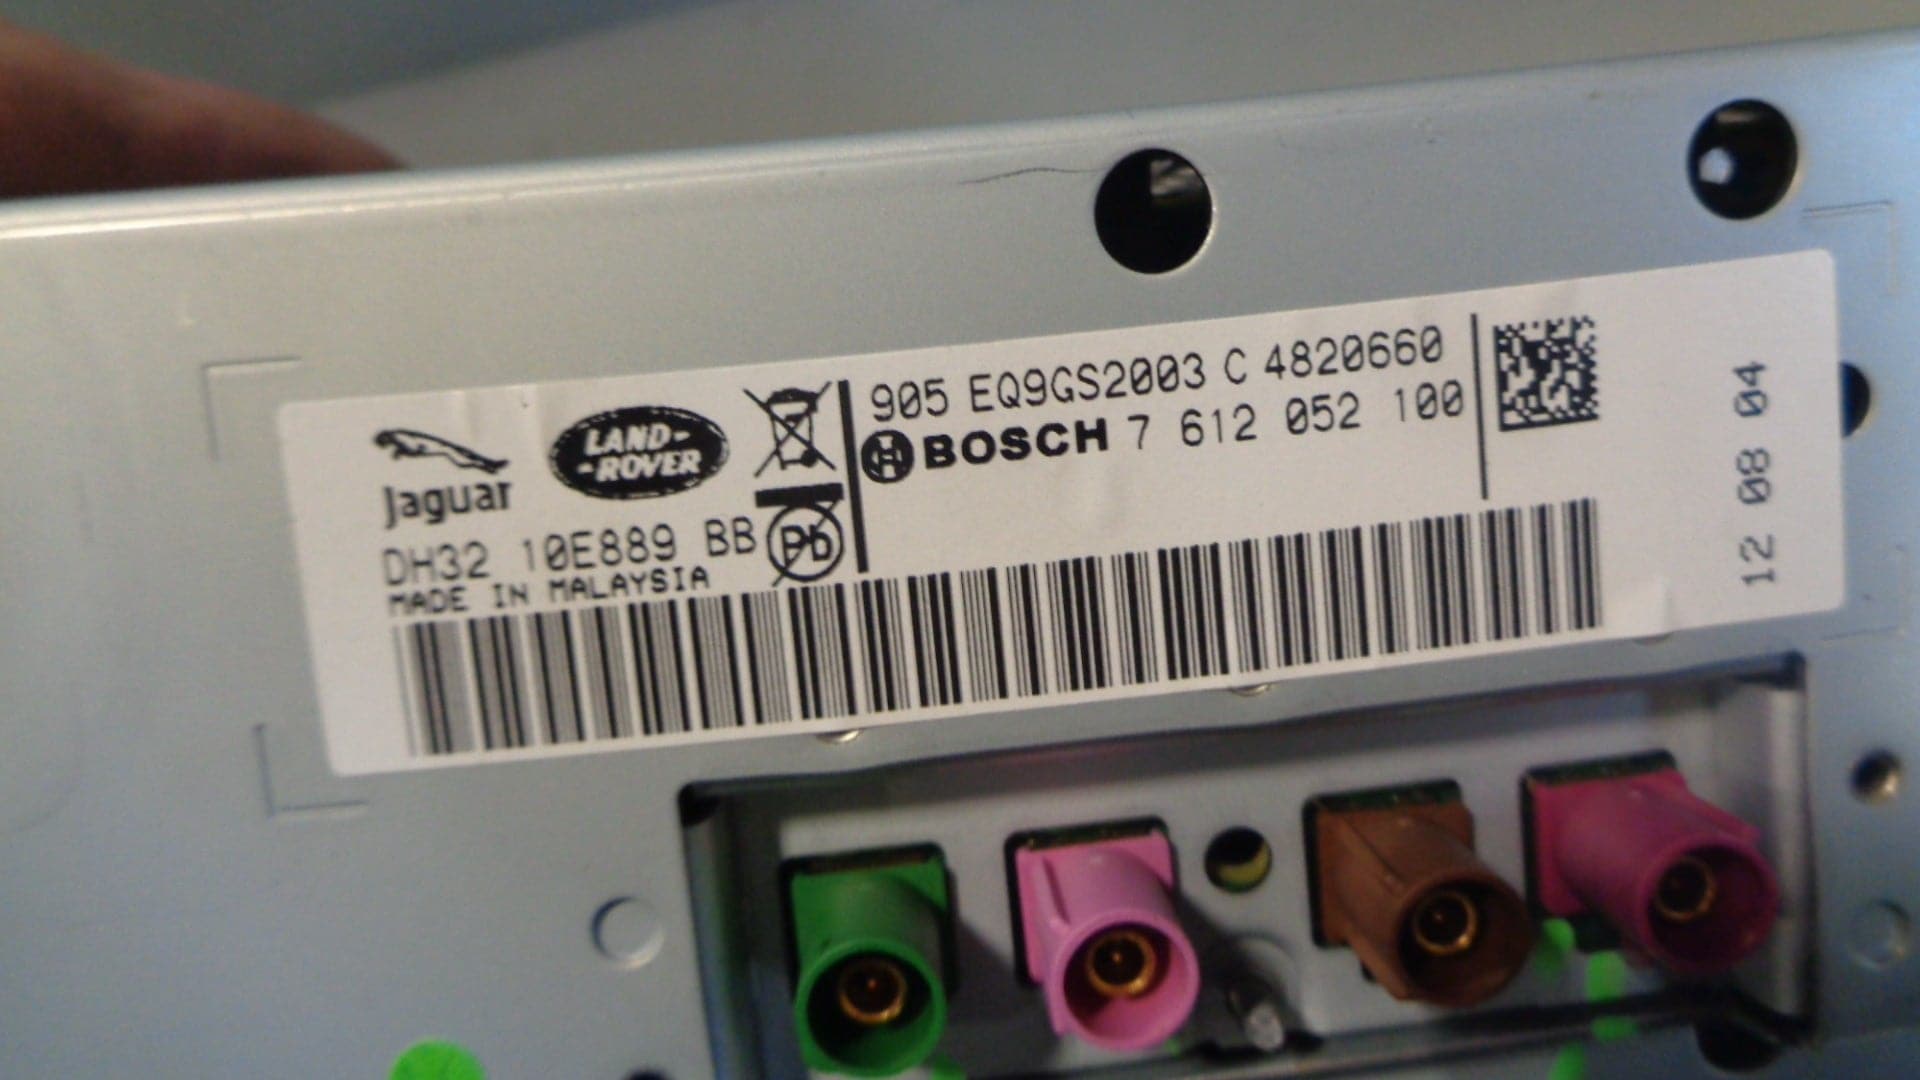 Jaguar
LAND-
-ROVER
DH32 10E889 BB
Pb
MADE IN MALAYSIA
905 EQ9GS2003 C 4820660
BOSCH 7 612 052 100
12 08 04